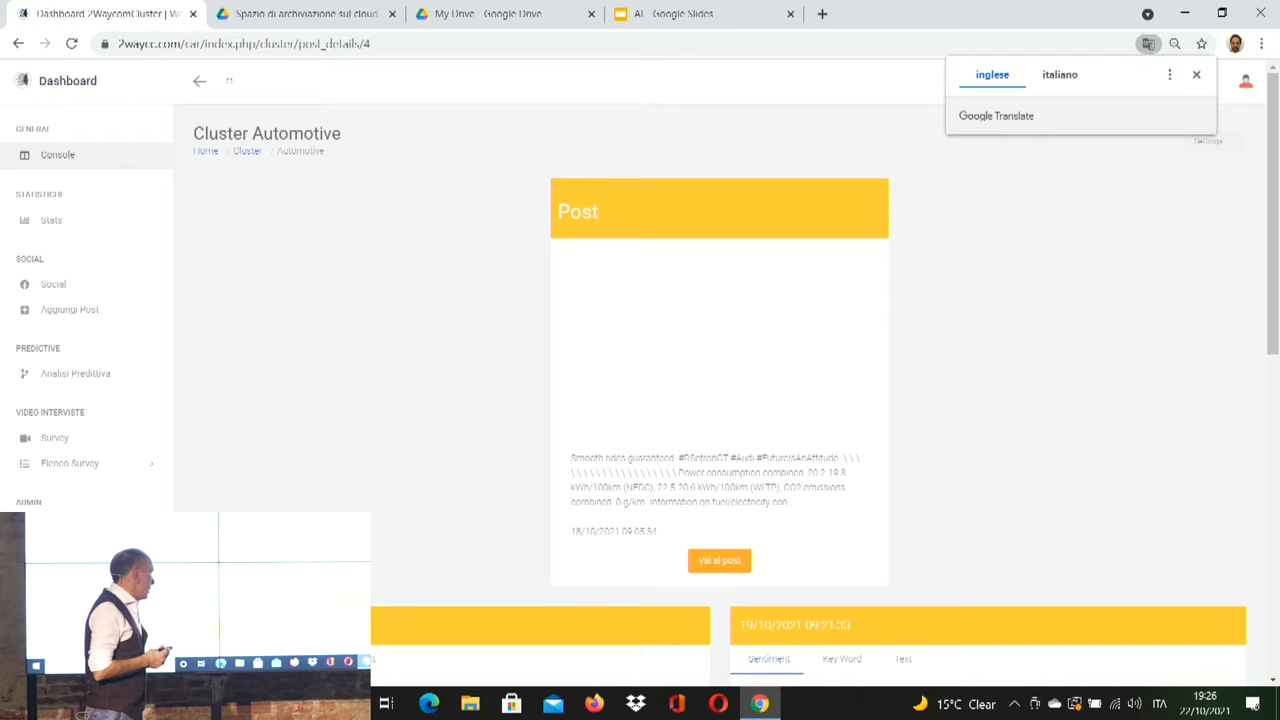 Dashboard 2WaycomCluster | W
Spazio di archiviazione sul cloud
My Drive - Google Drive
AI - Google Slides
2waycc.com/car/index.php/cluster/post_details/4
inglese
italiano
Google Translate
Dashboard
GENERAL
Console
STATISTICHE
Stats
SOCIAL
Social
Aggiungi Post
PREDICTIVE
Analisi Predittiva
VIDEO INTERVISTE
Survey
Elenco Survey
ADMIN
Cluster Automotive
Home / Cluster / Automotive
Settings
Post
Smooth rides guaranteed. #RSetronGT #Audi #FutureIsAnAttitude \ \ \
\ \ \ \ \ \ \ \ \ \ \ \ \ \ \ \ \ \ Power consumption combined: 20.2-19.3
kWh/100km (NEDC), 22.5-20.6 kWh/100km (WLTP), CO2 emissions
combined: 0 g/km. Information on fuel/electricity con
18/10/2021 09:05:34
Vai al post
19/10/2021 09:21:33
Sentiment
Key Word
Text
15°C Clear
ITA
19:26
22/10/2021